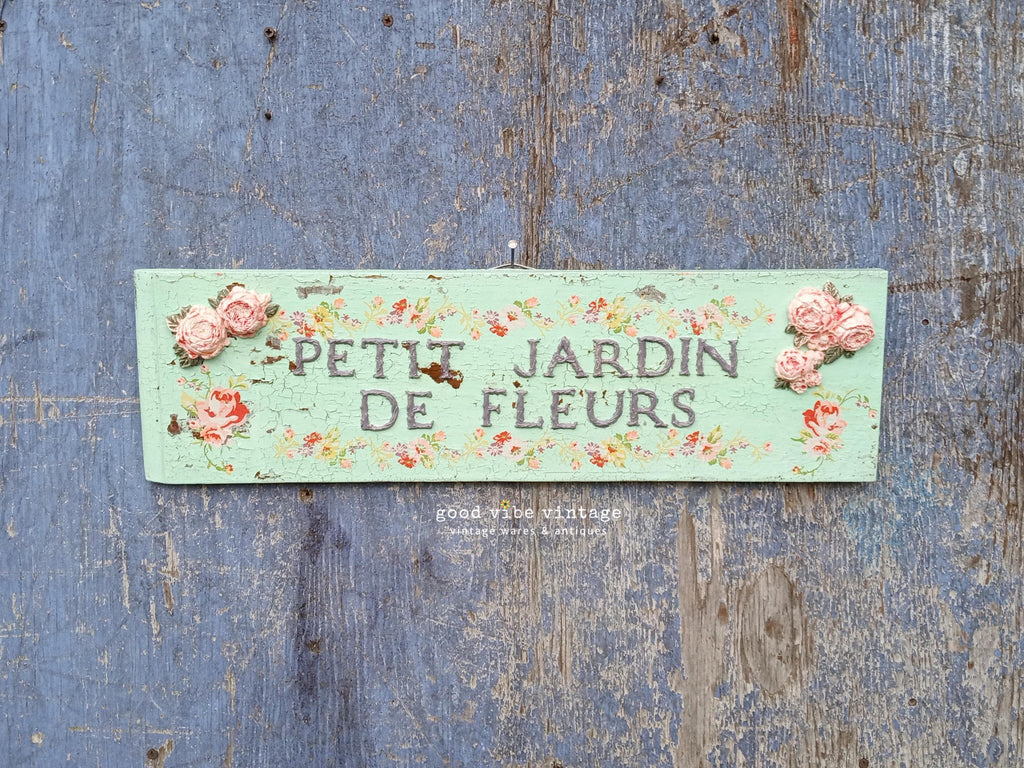 PETIT JARDIN
DE FLEURS
good vibe vintage
vintage wares & antiques